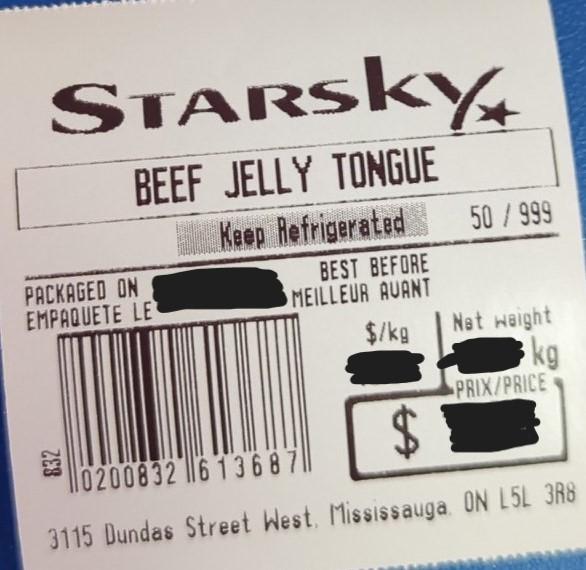 STARSKY
BEEF JELLY TONGUE
Keep Refrigerated 50 / 999
PACKAGED ON
EMPAQUETE LE
BEST BEFORE
MEILLEUR AVANT
$/kg
Net weight
kg
PRIX/PRICE
$
832
0200832 613687
3115 Dundas Street West, Mississauga, ON L5L 3R8